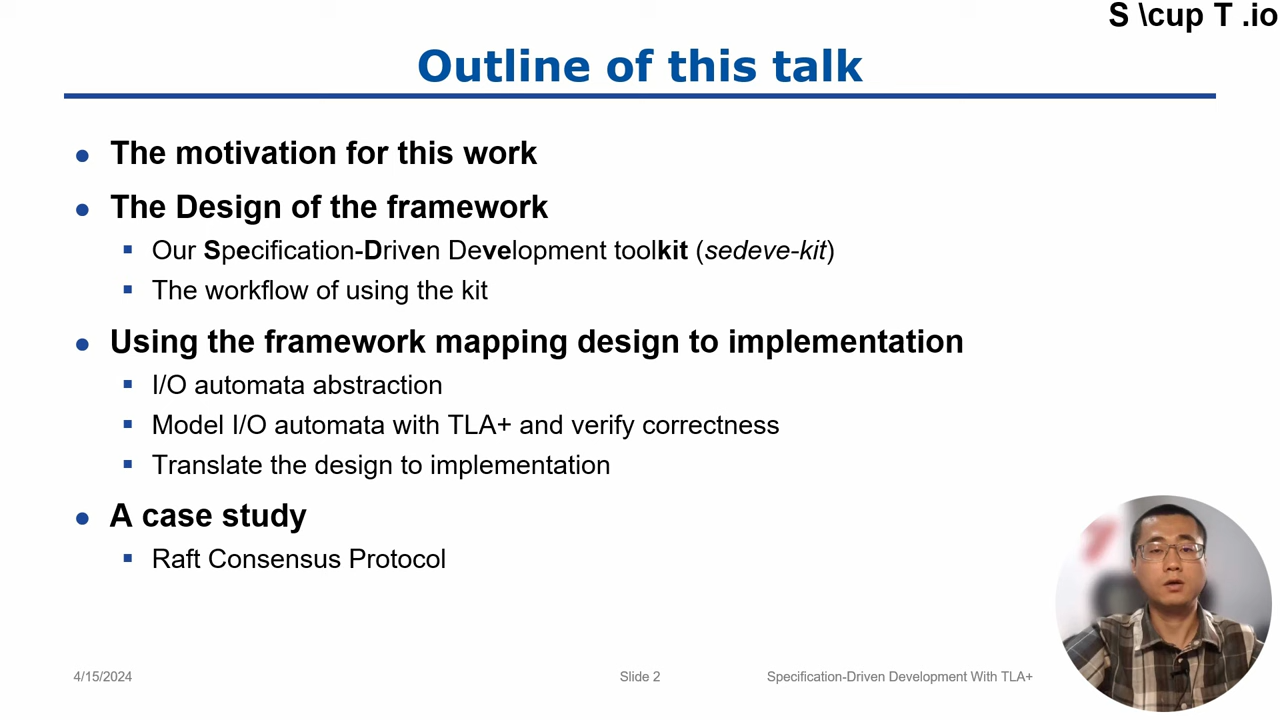 S \cup T .io
Outline of this talk
The motivation for this work
The Design of the framework
Our Specification-Driven Development toolkit (sedeve-kit)
The workflow of using the kit
Using the framework mapping design to implementation
I/O automata abstraction
Model I/O automata with TLA+ and verify correctness
Translate the design to implementation
A case study
Raft Consensus Protocol
4/15/2024
Slide 2
Specification-Driven Development With TLA+